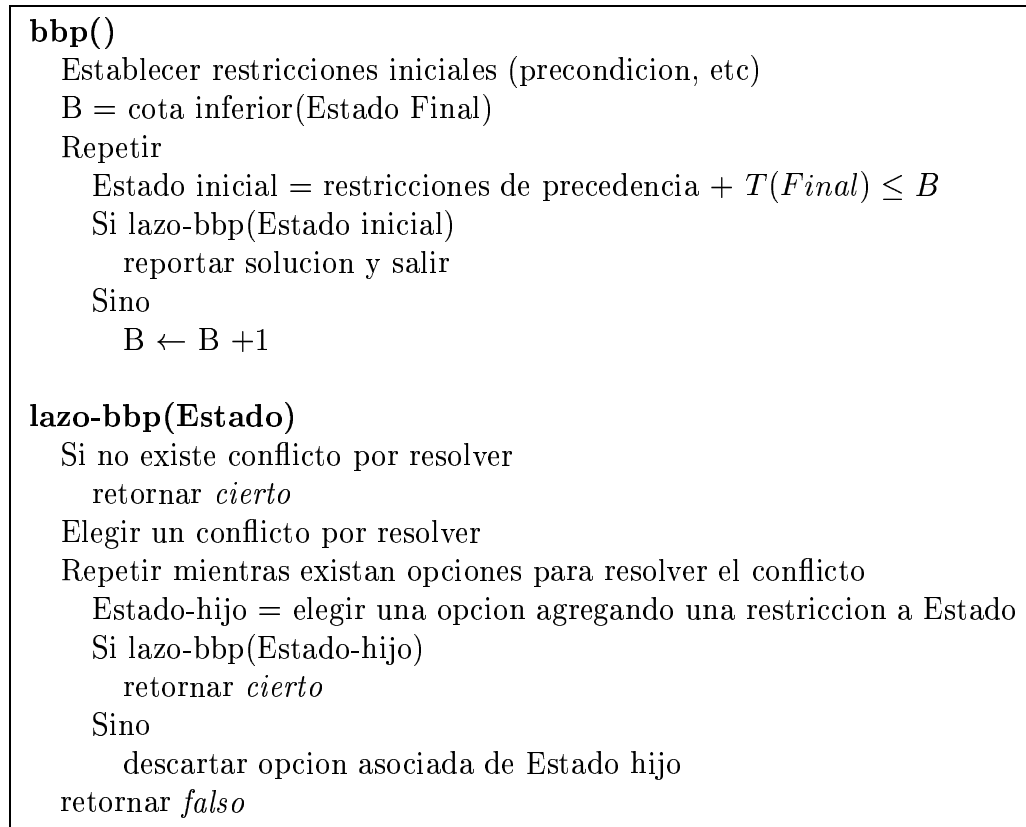 bbp()
Establecer restricciones iniciales (precondicion, etc)
B = cota inferior(Estado Final)
Repetir
Estado inicial = restricciones de precedencia + T(Final) ≤ B
Si lazo-bbp(Estado inicial)
reportar solucion y salir
Sino
B ← B +1
lazo-bbp(Estado)
Si no existe conflicto por resolver
retornar cierto
Elegir un conflicto por resolver
Repetir mientras existan opciones para resolver el conflicto
Estado-hijo = elegir una opcion agregando una restriccion a Estado
Si lazo-bbp(Estado-hijo)
retornar cierto
Sino
descartar opcion asociada de Estado hijo
retornar falso